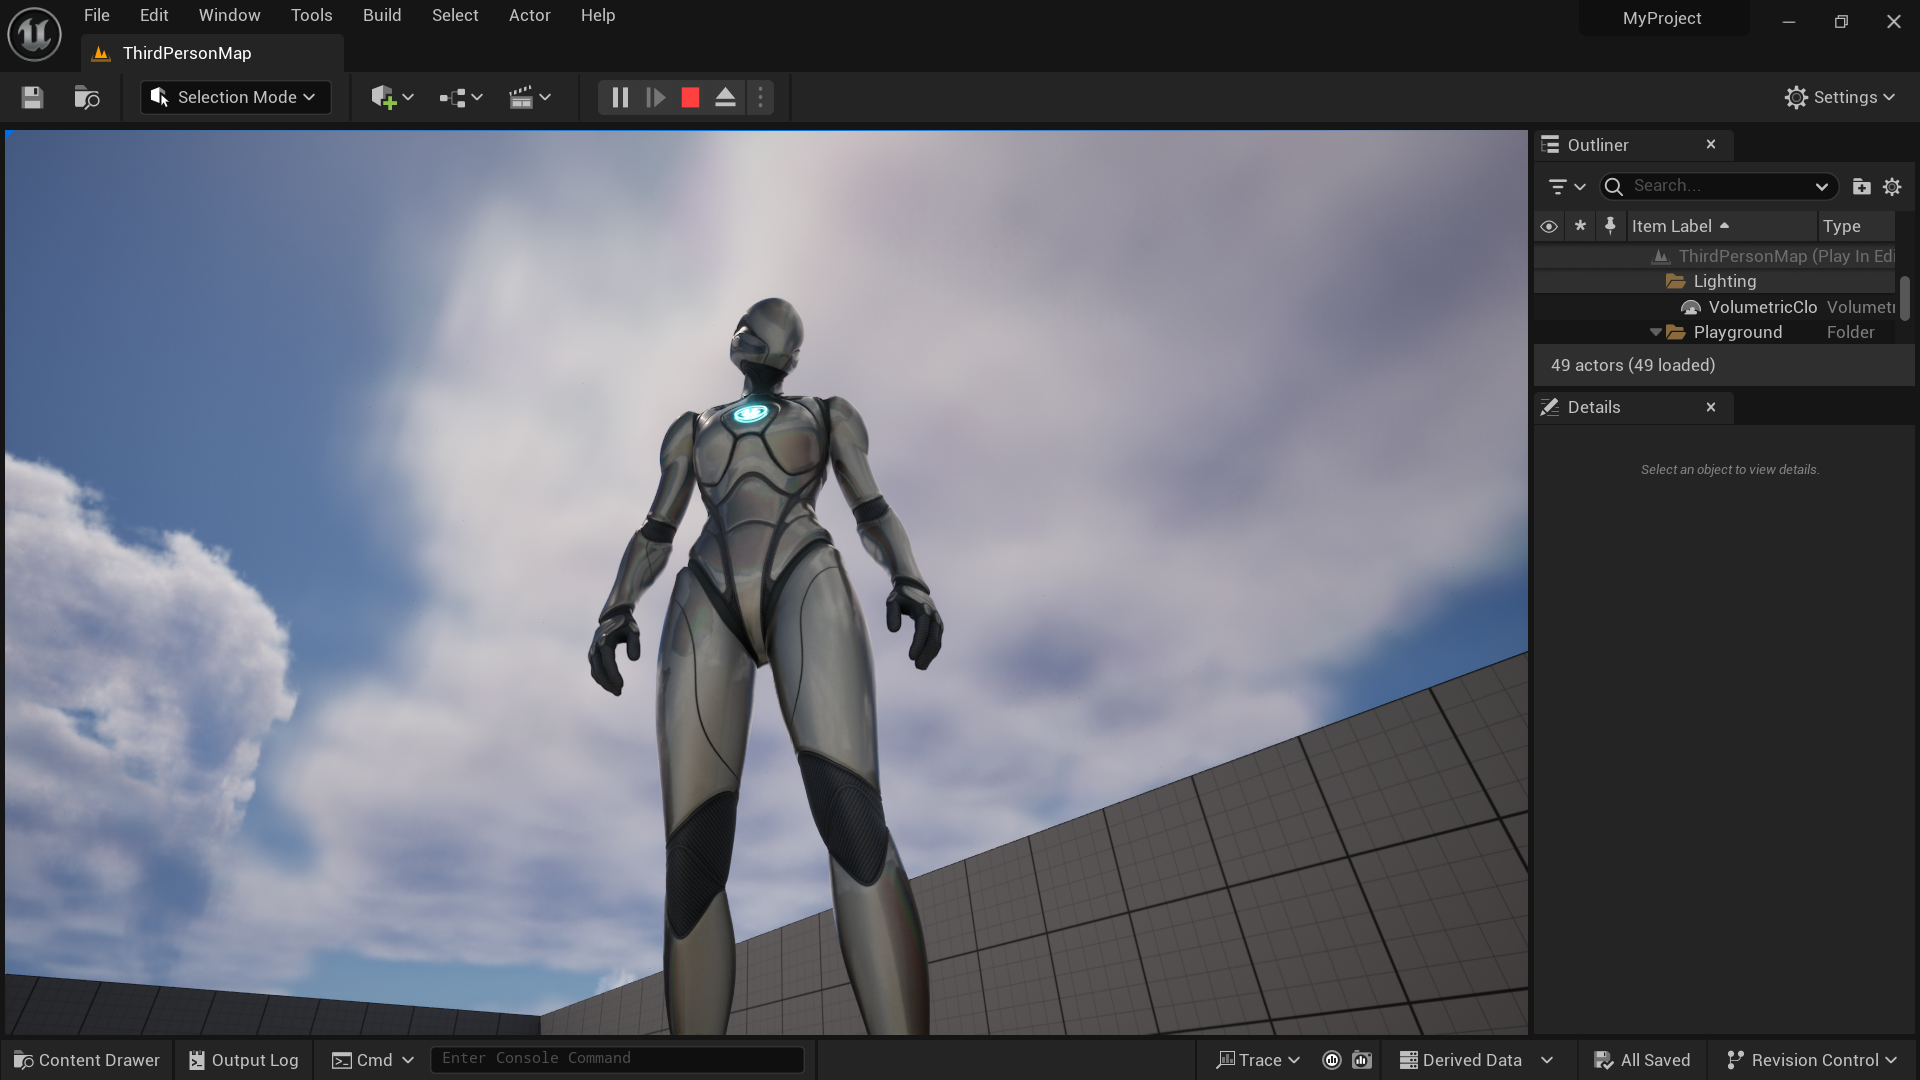 File Edit Window Tools Build Select Actor Help
MyProject
ThirdPersonMap
Selection Mode
Settings
Outliner
Search...
Item Label Type
ThirdPersonMap (Play In Edi
Lighting
VolumetricClo Volumetr
Playground Folder
49 actors (49 loaded)
Details
Select an object to view details.
Content Drawer Output Log Cmd Enter Console Command Trace Derived Data All Saved Revision Control